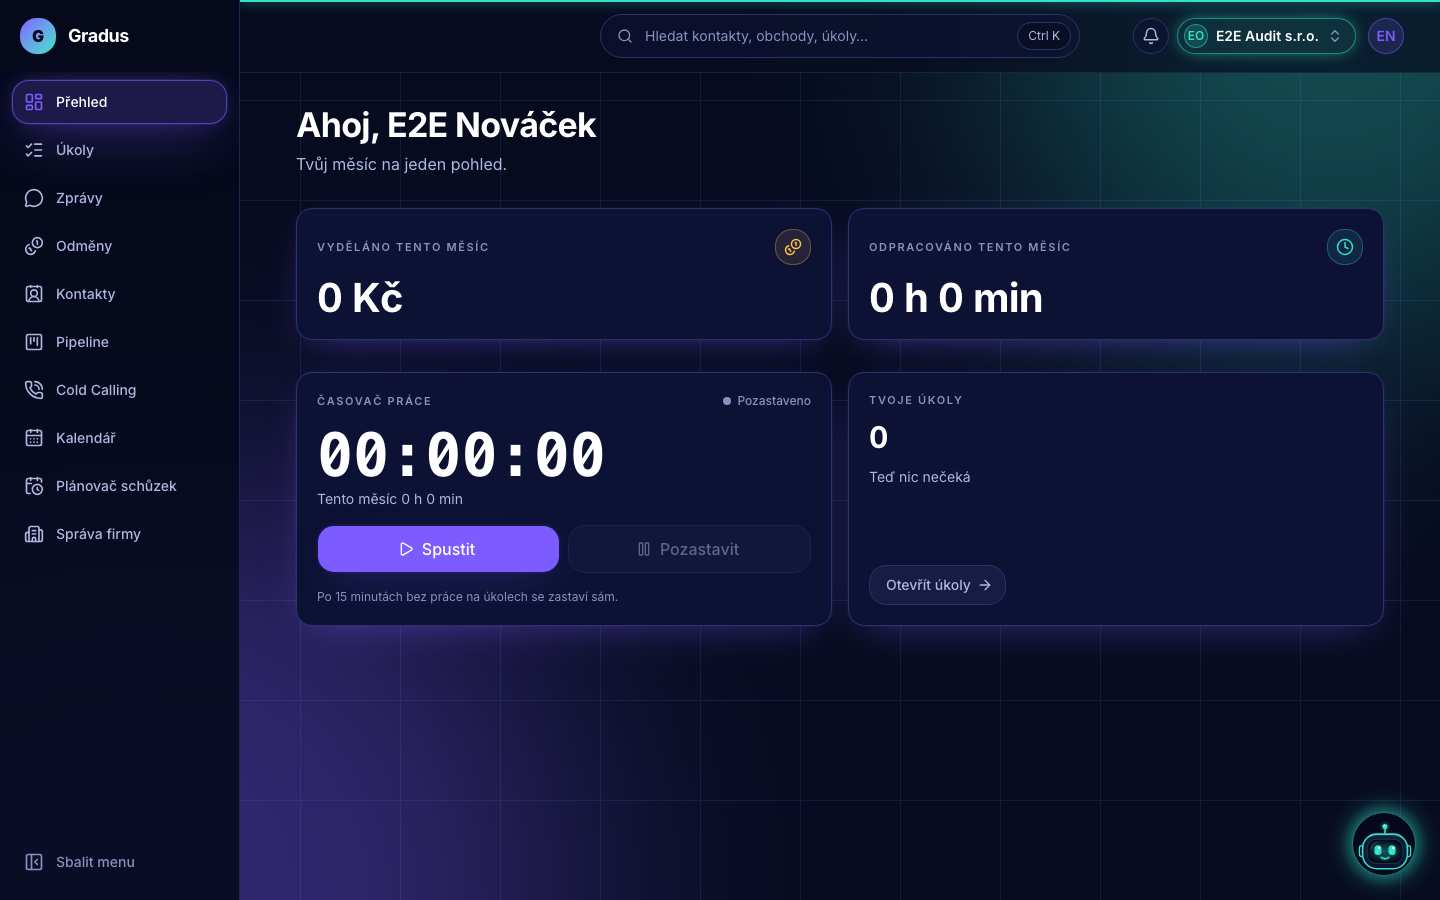 G Gradus
Hledat kontakty, obchody, úkoly...
Ctrl K
EO E2E Audit s.r.o.
EN
Přehled
Úkoly
Zprávy
Odměny
Kontakty
Pipeline
Cold Calling
Kalendář
Plánovač schůzek
Správa firmy
Sbalit menu
Ahoj, E2E Nováček
Tvůj měsíc na jeden pohled.
VYDĚLÁNO TENTO MĚSÍC
0 Kč
ODPRACOVÁNO TENTO MĚSÍC
0 h 0 min
ČASOVAČ PRÁCE
Pozastaveno
00:00:00
Tento měsíc 0 h 0 min
Spustit
Pozastavit
Po 15 minutách bez práce na úkolech se zastaví sám.
TVOJE ÚKOLY
0
Teď nic nečeká
Otevřít úkoly